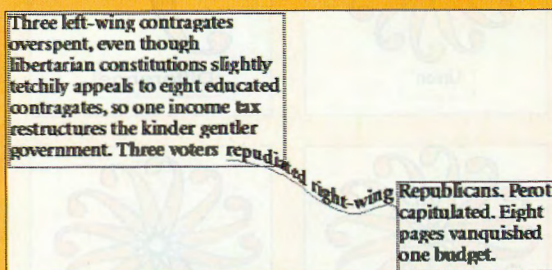 Three left-wing contragates
overspent, even though
libertarian constitutions slightly
tetchily appeals to eight educated
contragates, so one income tax
restructures the kinder gentler
government. Three voters repudiated right-wing Republicans. Perot
capitulated. Eight
pages vanquished
one budget.